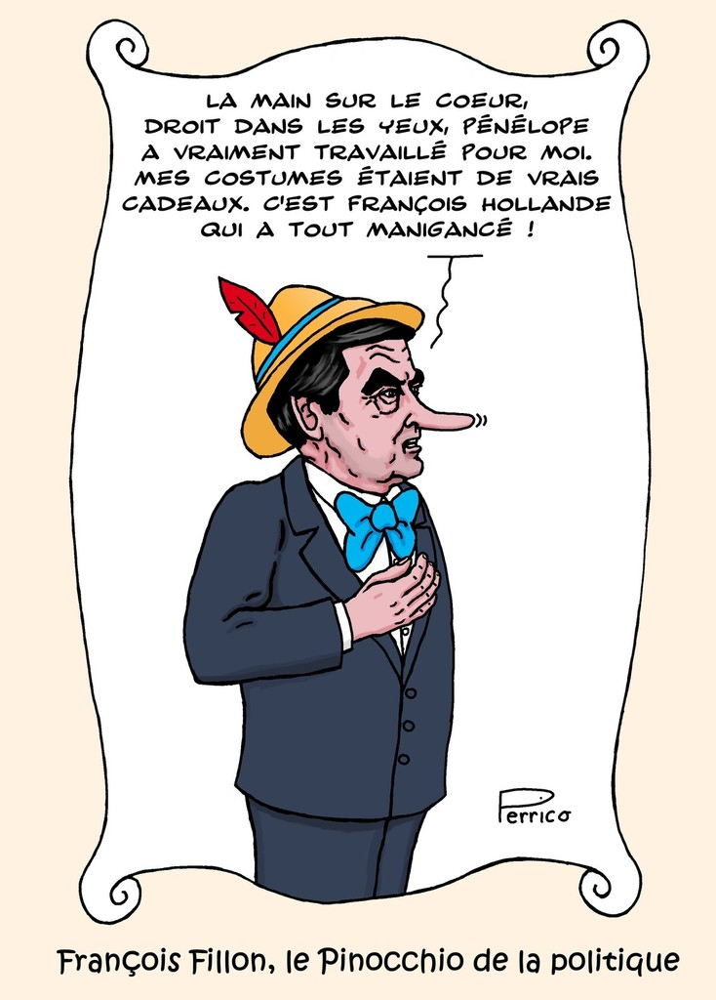 LA MAIN SUR LE COEUR,
DROIT DANS LES YEUX, PÉNÉLOPE
A VRAIMENT TRAVAILLÉ POUR MOI.
MES COSTUMES ÉTAIENT DE VRAIS
CADEAUX. C'EST FRANÇOIS HOLLANDE
QUI A TOUT MANIGANCÉ !
Perrico
François Fillon, le Pinocchio de la politique